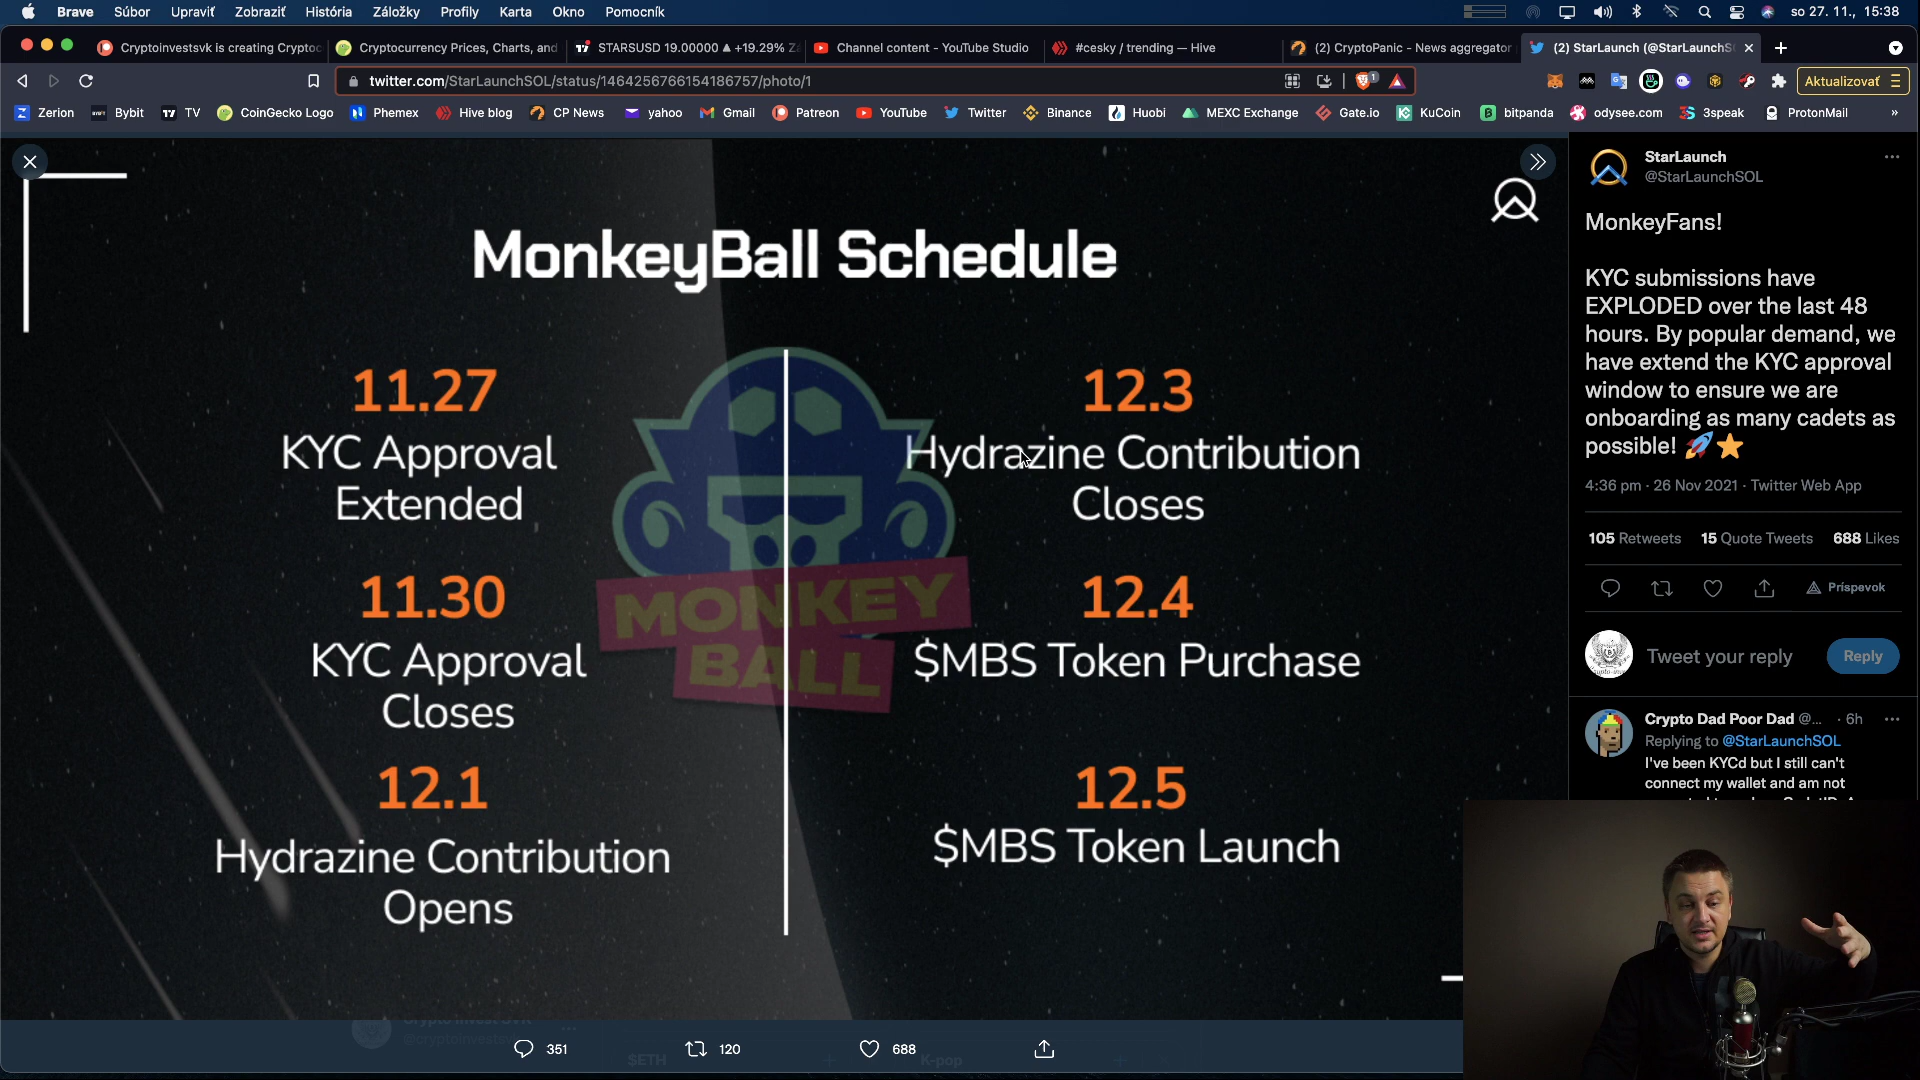 Brave Súbor Upraviť Zobraziť História Záložky Profily Karta Okno Pomocník
so 27. 11., 15:38
Cryptoinvestsvk is creating Cryptoc
Cryptocurrency Prices, Charts, and
STARSUSD 19.00000 ▲ +19.29%
Channel content - YouTube Studio
#cesky / trending — Hive
(2) CryptoPanic - News aggregator
(2) StarLaunch (@StarLaunchS
twitter.com/StarLaunchSOL/status/1464256766154186757/photo/1
1
Aktualizovať
Zerion Bybit TV CoinGecko Logo Phemex Hive blog CP News yahoo Gmail Patreon YouTube Twitter Binance Huobi MEXC Exchange Gate.io KuCoin bitpanda odysee.com 3speak ProtonMail »
MonkeyBall Schedule
11.27
KYC Approval
Extended
11.30
KYC Approval
Closes
12.1
Hydrazine Contribution
Opens
12.3
Hydrazine Contribution
Closes
12.4
$MBS Token Purchase
12.5
$MBS Token Launch
MONKEY
BALL
351 120 688
$ETH
K-pop
StarLaunch
@StarLaunchSOL
MonkeyFans!
KYC submissions have
EXPLODED over the last 48
hours. By popular demand, we
have extend the KYC approval
window to ensure we are
onboarding as many cadets as
possible! 🚀⭐
4:36 pm · 26 Nov 2021 · Twitter Web App
105 Retweets 15 Quote Tweets 688 Likes
Príspevok
Tweet your reply
Reply
Crypto Dad Poor Dad @... · 6h
Replying to @StarLaunchSOL
I've been KYCd but I still can't
connect my wallet and am not